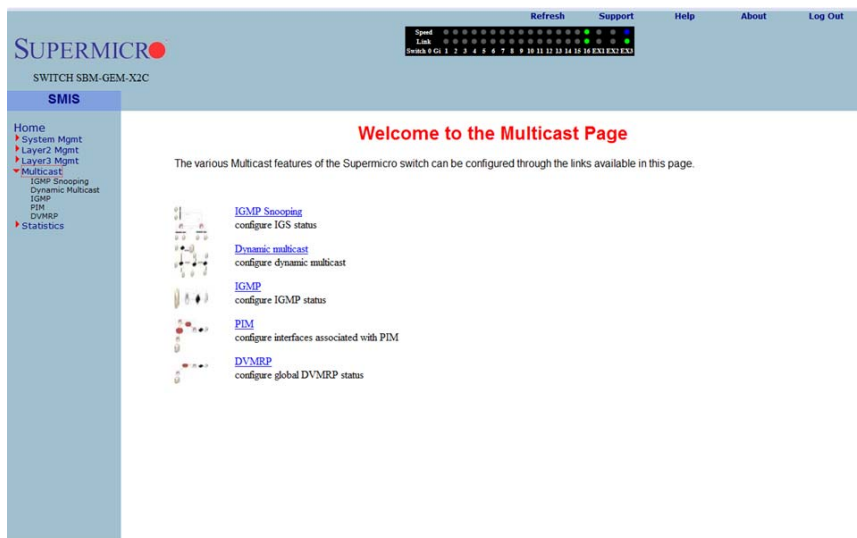 Refresh Support Help About Log Out
SUPERMICRO
SWITCH SBM-GEM-X2C
Speed
Link
Switch 0 Gi 1 2 3 4 5 6 7 8 9 10 11 12 13 14 15 16 EX1 EX2 EX3
SMIS
Home
System Mgmt
Layer2 Mgmt
Layer3 Mgmt
Multicast
IGMP Snooping
Dynamic Multicast
IGMP
PIM
DVMRP
Statistics
Welcome to the Multicast Page
The various Multicast features of the Supermicro switch can be configured through the links available in this page.
IGMP Snooping
configure IGS status
Dynamic multicast
configure dynamic multicast
IGMP
configure IGMP status
PIM
configure interfaces associated with PIM
DVMRP
configure global DVMRP status